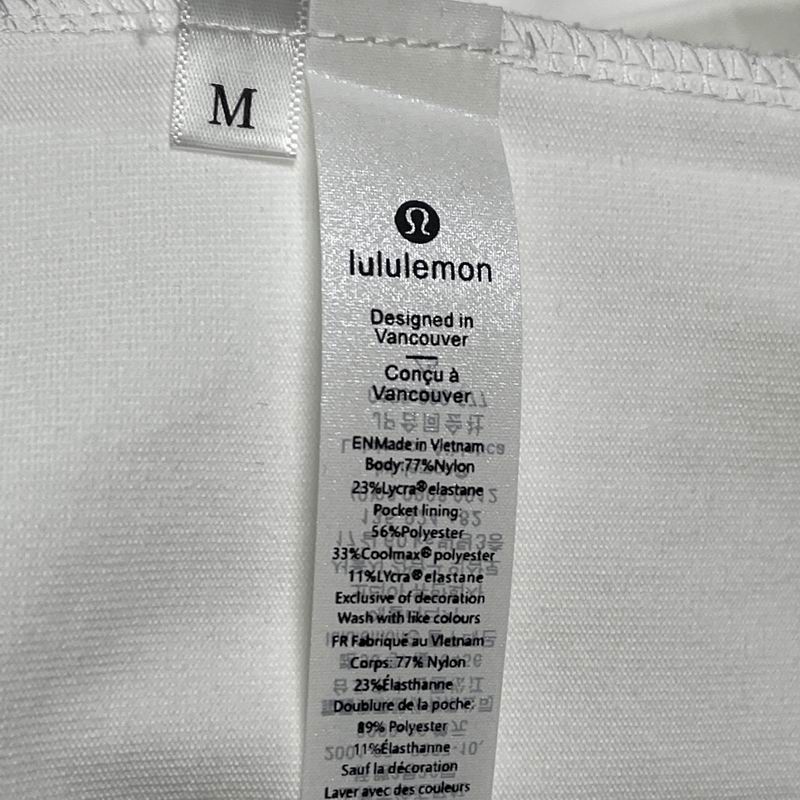 M
lululemon
Designed in
Vancouver
Conçu à
Vancouver
ENMade in Vietnam
Body:77%Nylon
23%Lycra®elastane
Pocket lining:
56%Polyester
33%Coolmax®polyester
11%LYcra®elastane
Exclusive of decoration
Wash with like colours
FR Fabriqué au Vletnam
Corps: 77% Nylon
23%Élasthanne
Doublure de la poche:
89% Polyester
11%Élasthanne
Sauf la décoration
Laver avec des couleurs